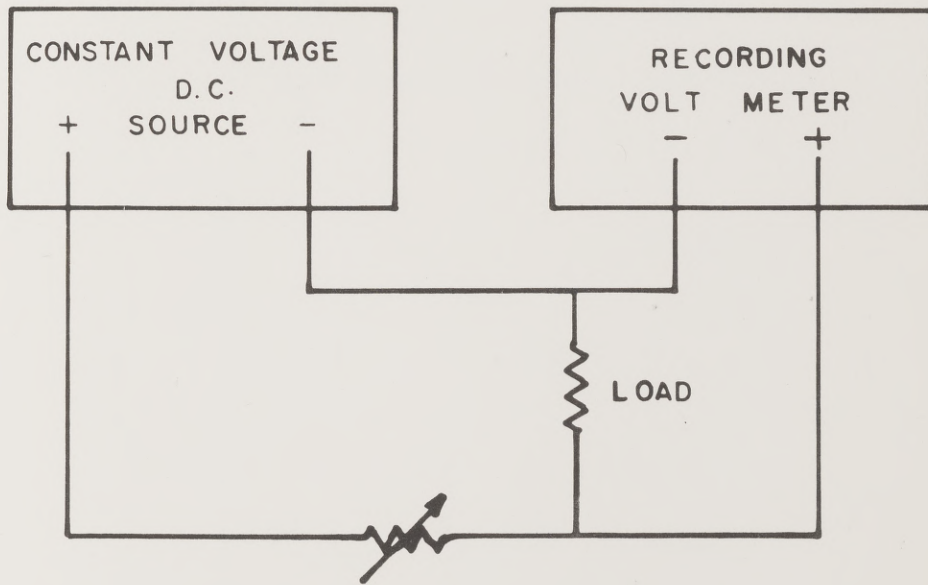 CONSTANT VOLTAGE
D.C.
+ SOURCE -
RECORDING
VOLT METER
- +
LOAD